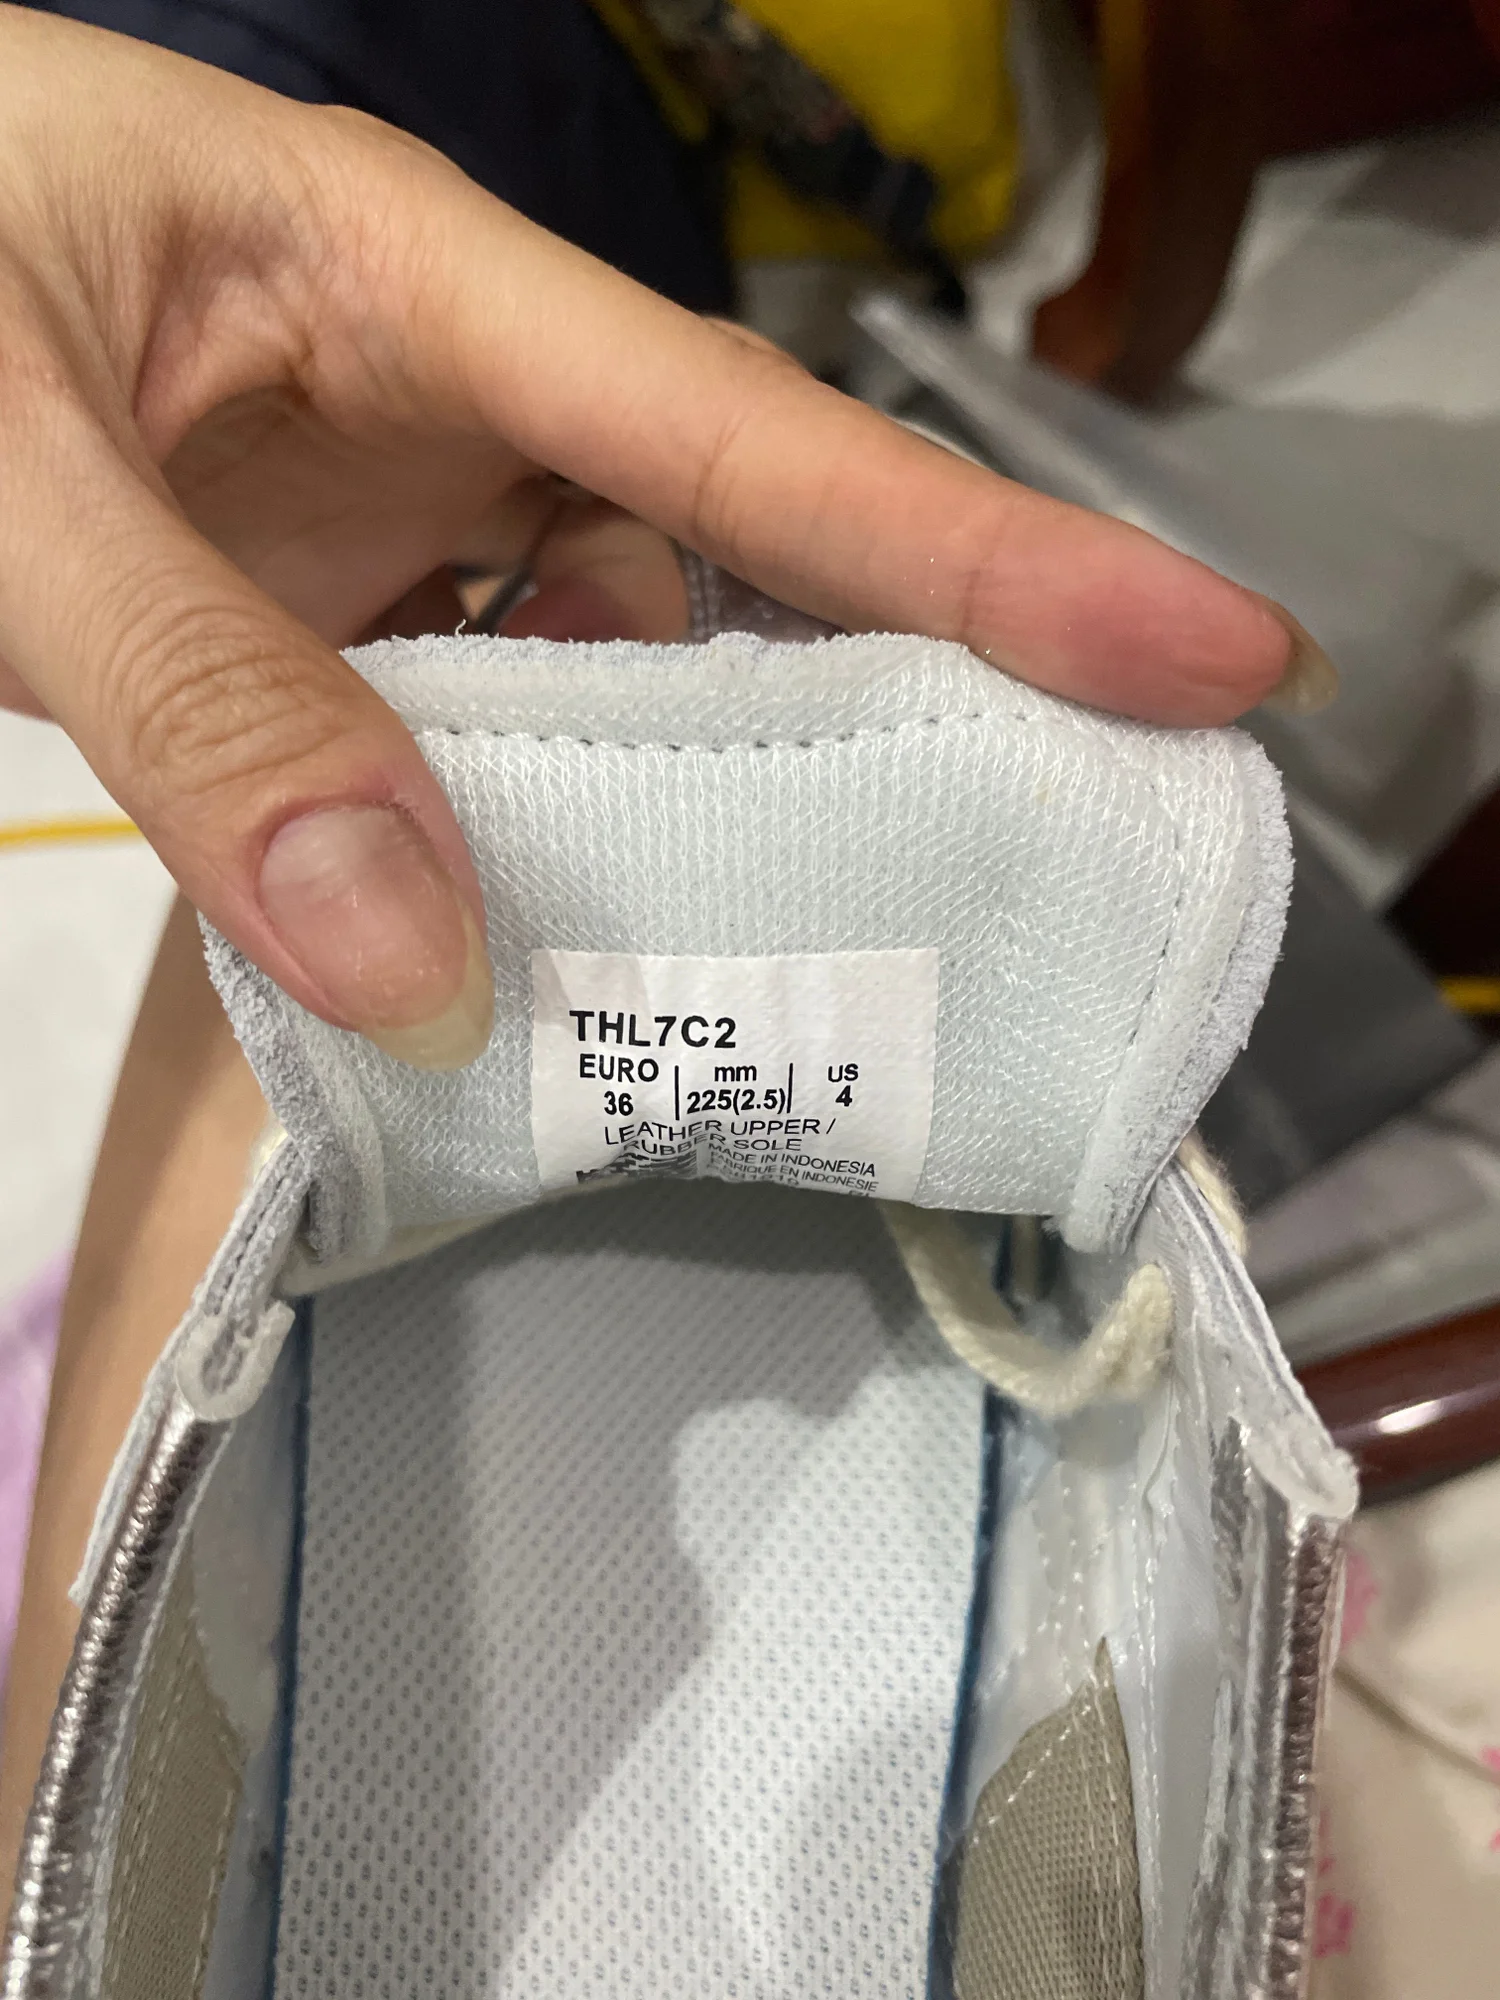 THL7C2
EURO | mm | US
36 | 225(2.5) | 4
LEATHER UPPER /
RUBBER SOLE
MADE IN INDONESIA
FABRIQUE EN INDONESIE